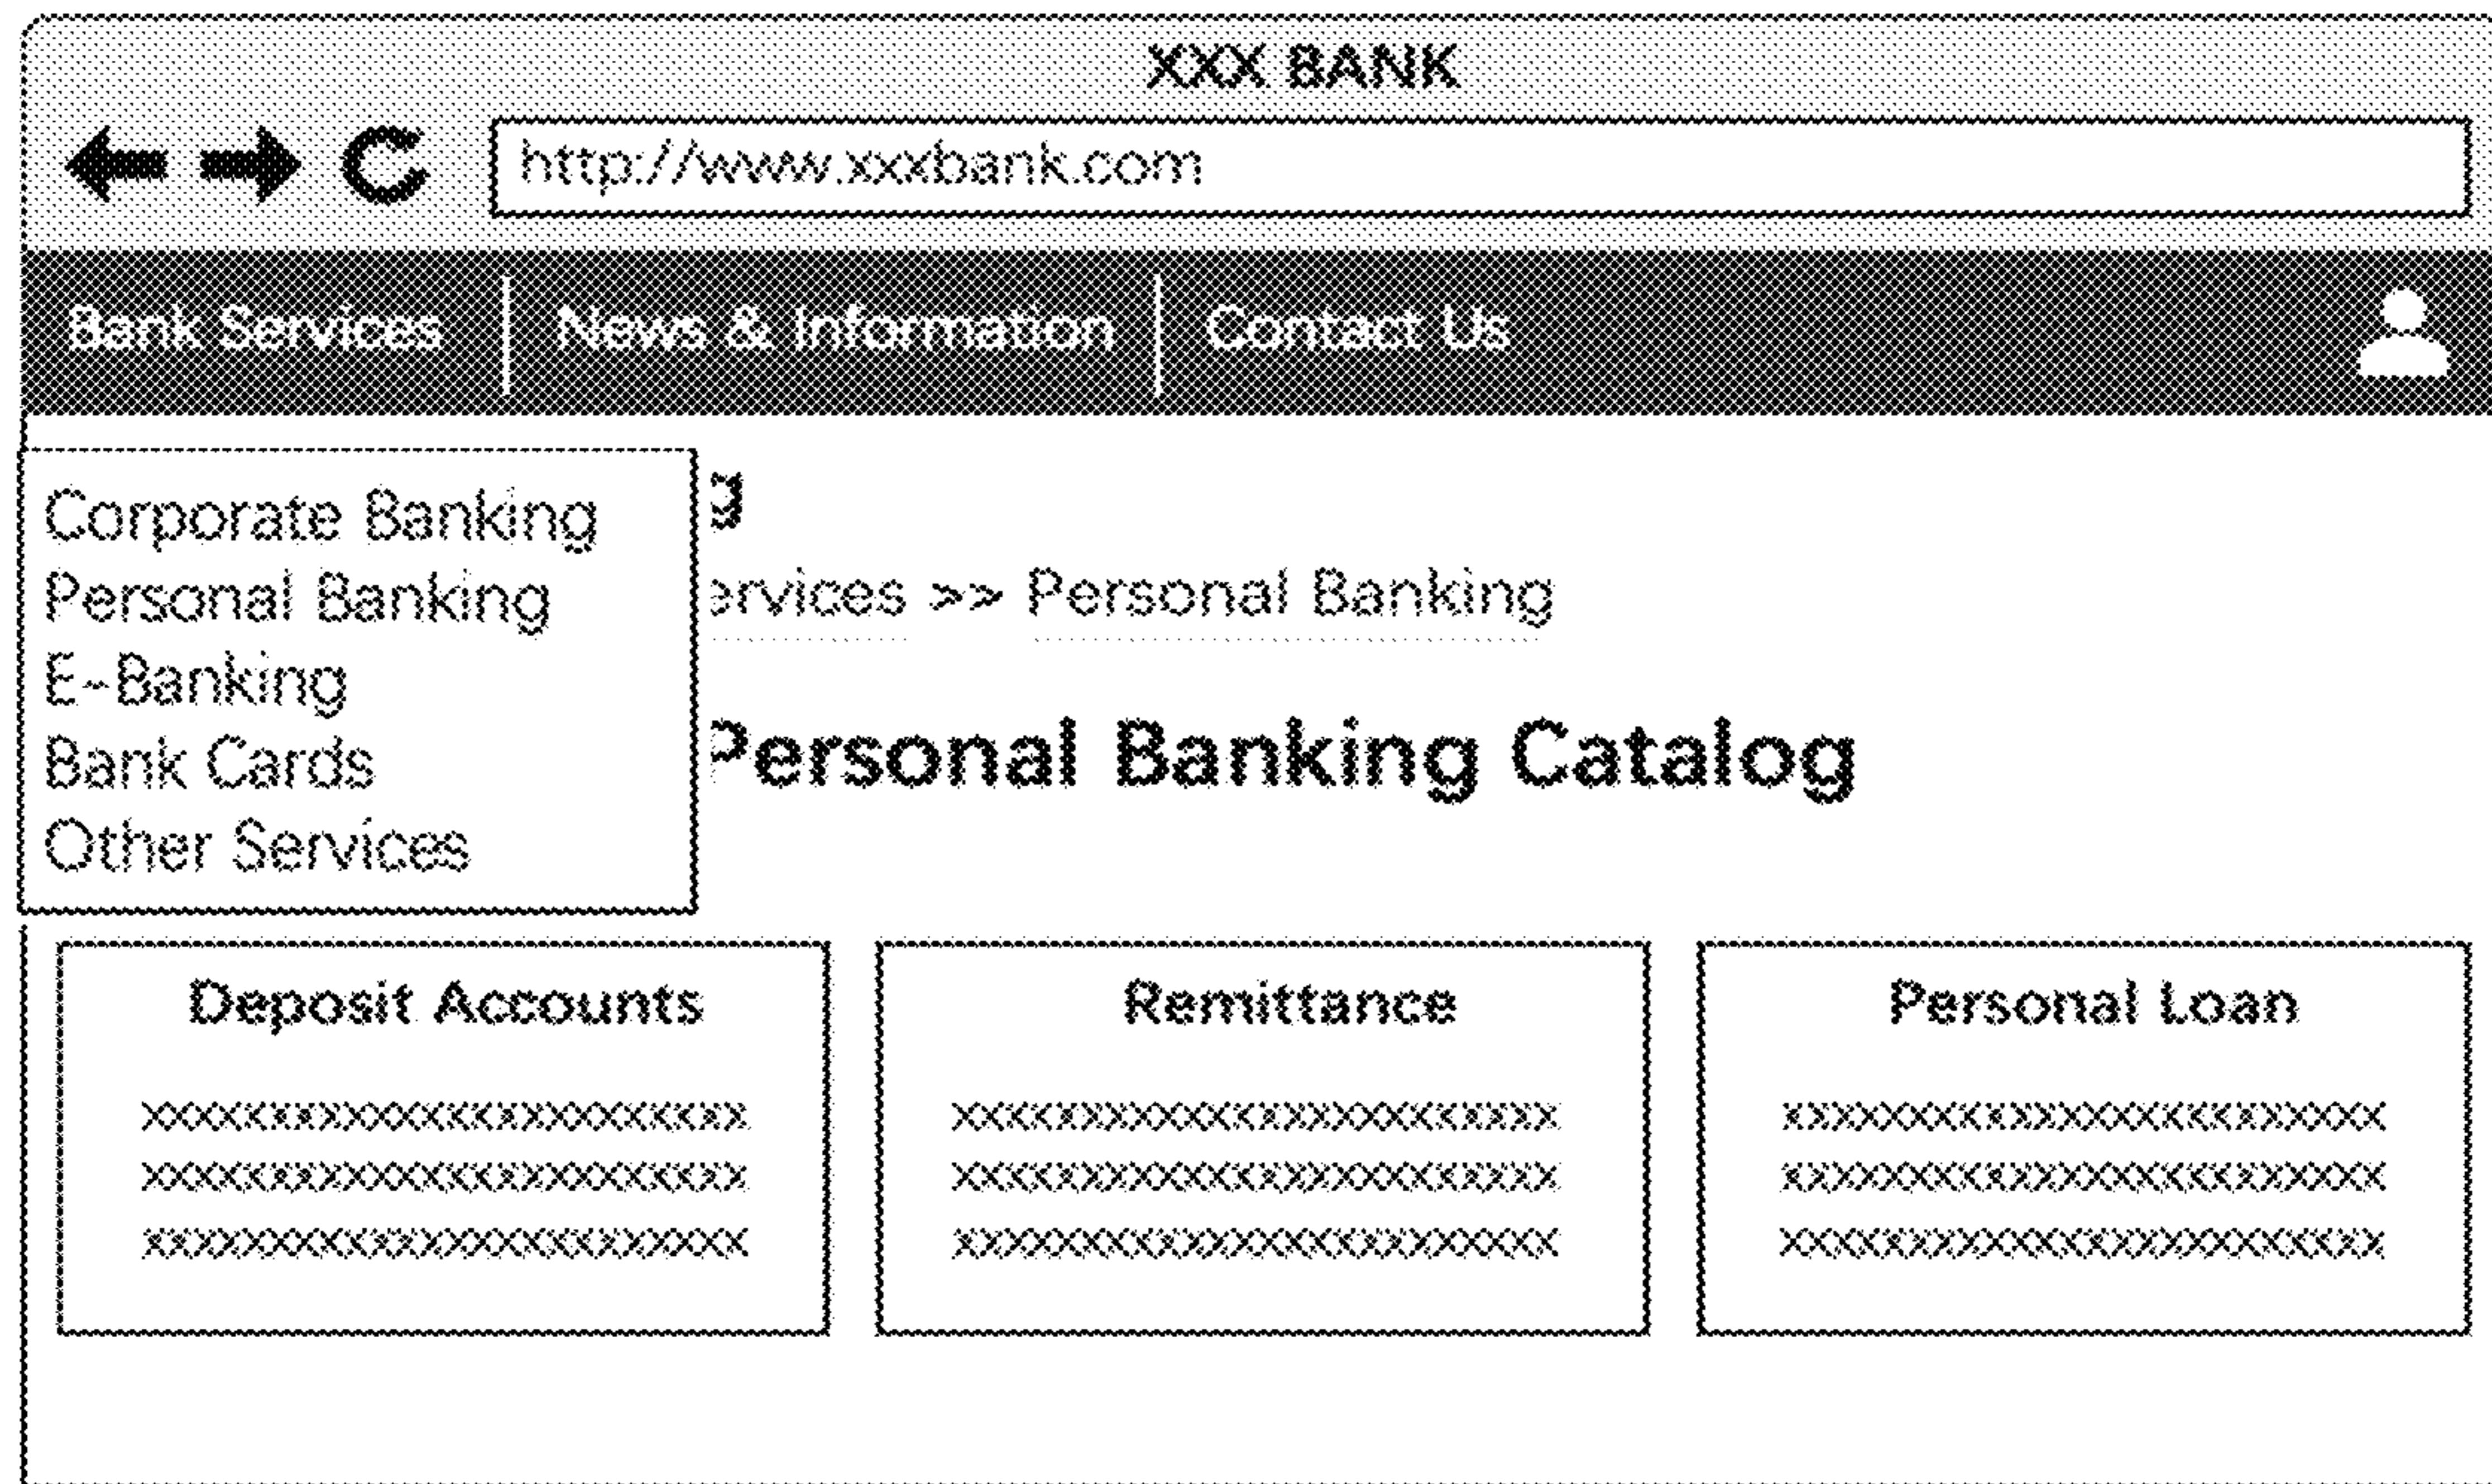 XXX BANK
http://www.xxxbank.com
Bank Services | News & Information | Contact Us
Corporate Banking
Personal Banking
E-Banking
Bank Cards
Other Services
g
ervices >> Personal Banking
Personal Banking Catalog
Deposit Accounts
Remittance
Personal Loan